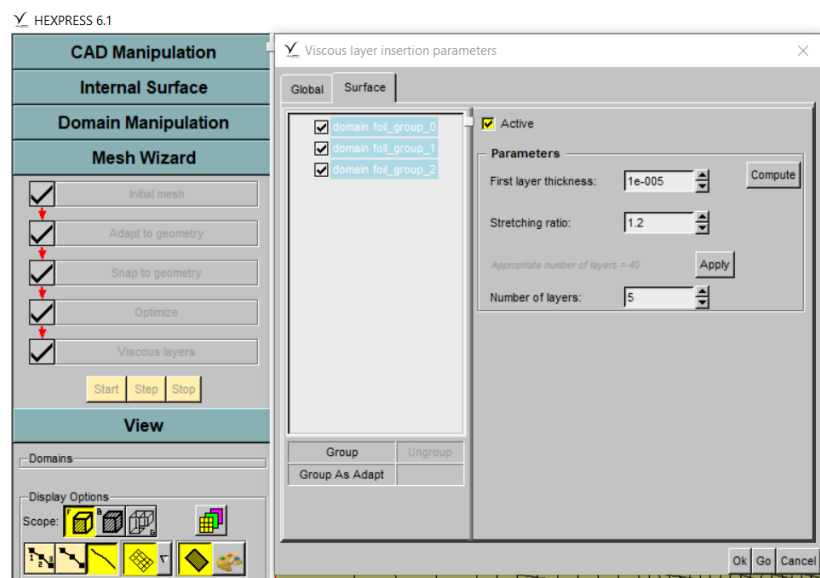 HEXPRESS 6.1
CAD Manipulation
Internal Surface
Domain Manipulation
Mesh Wizard
Initial mesh
Adapt to geometry
Snap to geometry
Optimize
Viscous layers
Start Step Stop
View
Domains
Display Options
Scope:
Viscous layer insertion parameters
Global Surface
domain foil_group_0
domain foil_group_1
domain foil_group_2
Group Ungroup
Group As Adapt
Active
Parameters
First layer thickness: 1e-005 Compute
Stretching ratio: 1.2
Appropriate number of layers = 40 Apply
Number of layers: 5
Ok Go Cancel